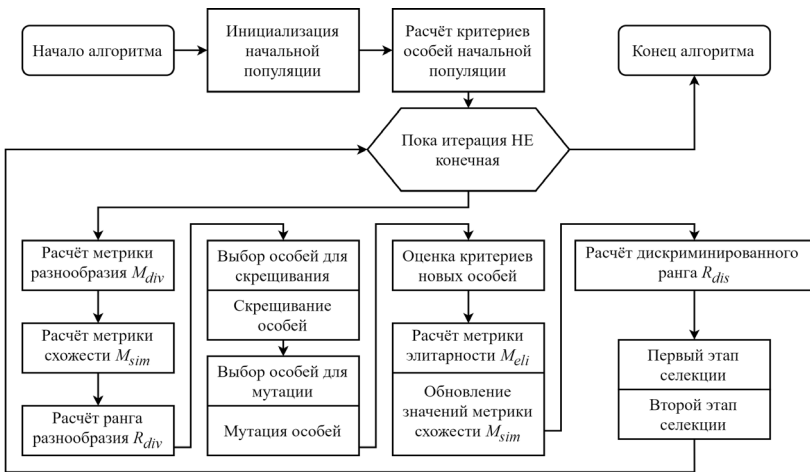 Начало алгоритма
Инициализация
начальной
популяции
Расчёт критериев
особей начальной
популяции
Конец алгоритма
Пока итерация НЕ
конечная
Расчёт метрики
разнообразия M_div
Расчёт метрики
схожести M_sim
Расчёт ранга
разнообразия R_div
Выбор особей для
скрещивания
Скрещивание
особей
Выбор особей для
мутации
Мутация особей
Оценка критериев
новых особей
Расчёт метрики
элитарности M_eli
Обновление
значений метрики
схожести M_sim
Расчёт дискриминированного
ранга R_dis
Первый этап
селекции
Второй этап
селекции